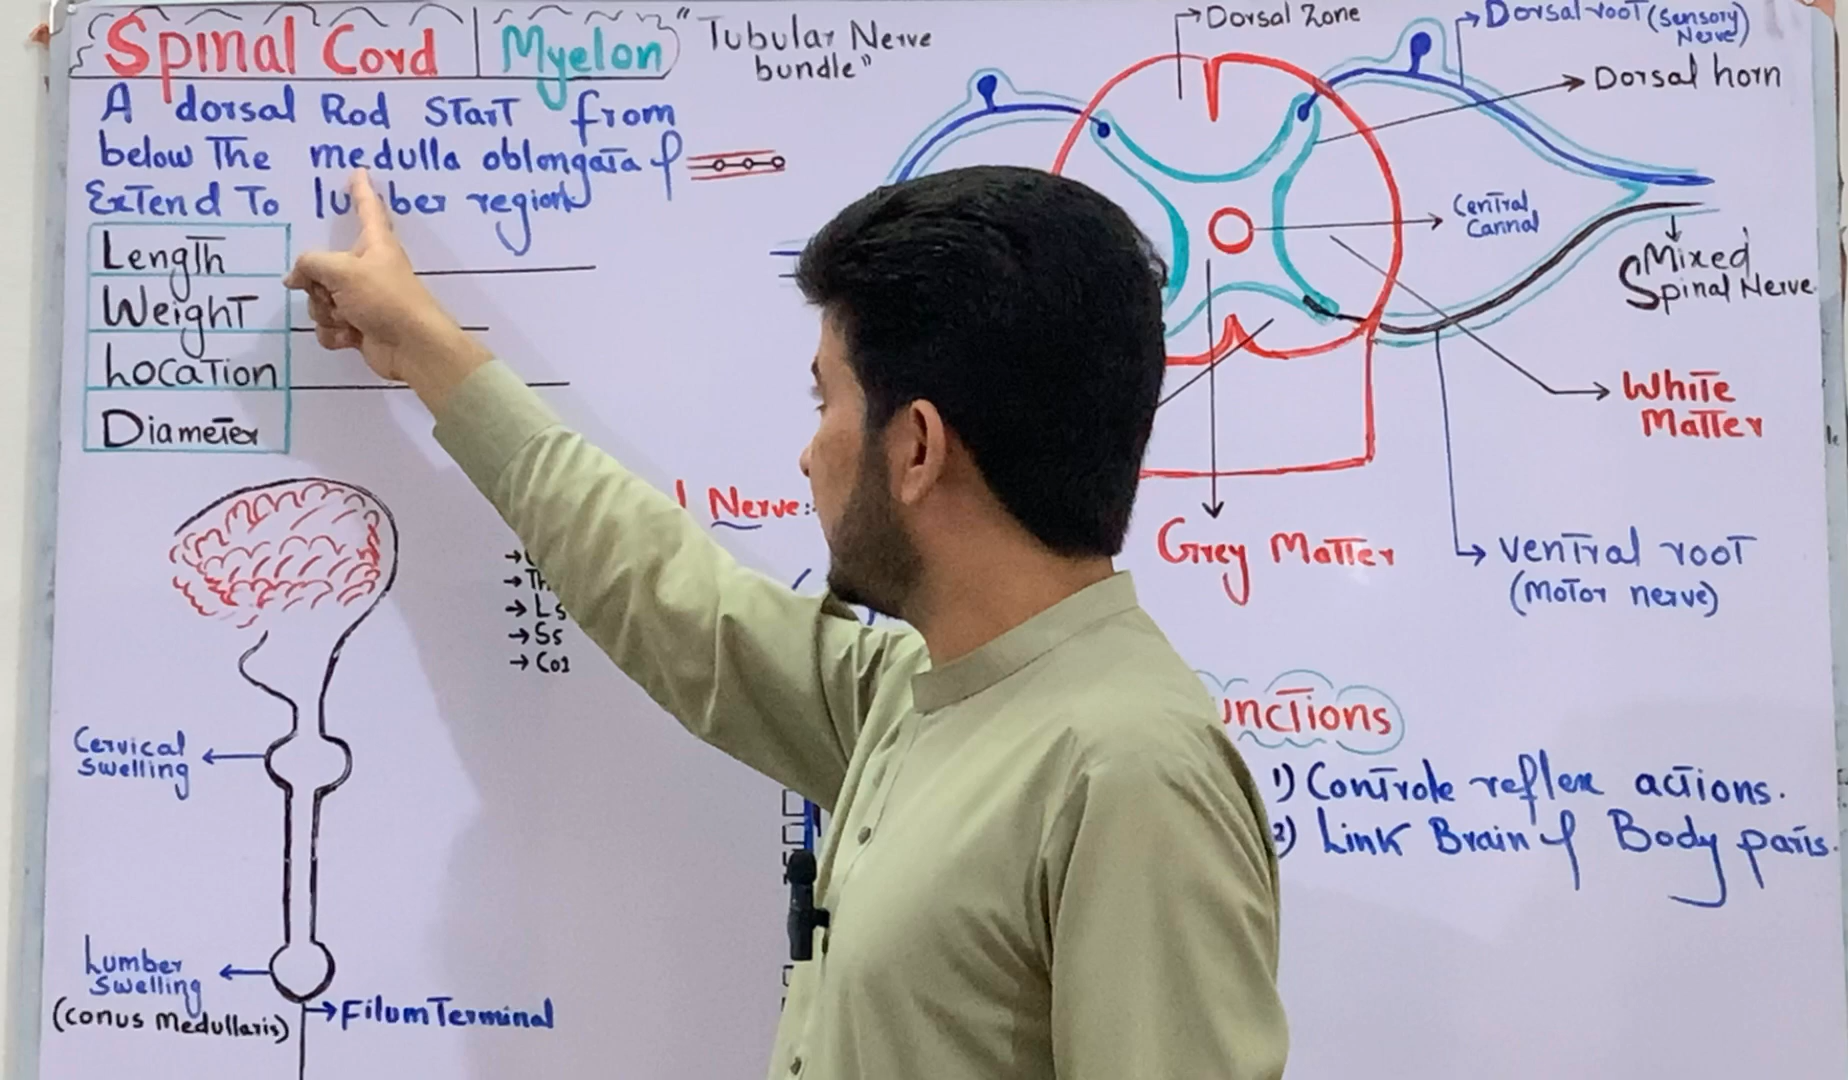 Spinal Cord | Myelon "Tubular Nerve
bundle"
A dorsal Rod Start from
below The medulla oblongata &
Extend To region
Length
Weight
Location
Diameter
Cervical
swelling
Lumber
swelling
(conus medullaris)
Filum Terminal
Nerve:
→ Ls
→ Ss
→ Co1
Dorsal Zone
Dorsal root (sensory
Nerve)
Dorsal horn
Central
Cannal
Mixed
Spinal Nerve
White
Matter
Grey Matter
Ventral root
(Motor nerve)
unctions
1) Controle reflex actions.
2) Link Brain & Body parts.